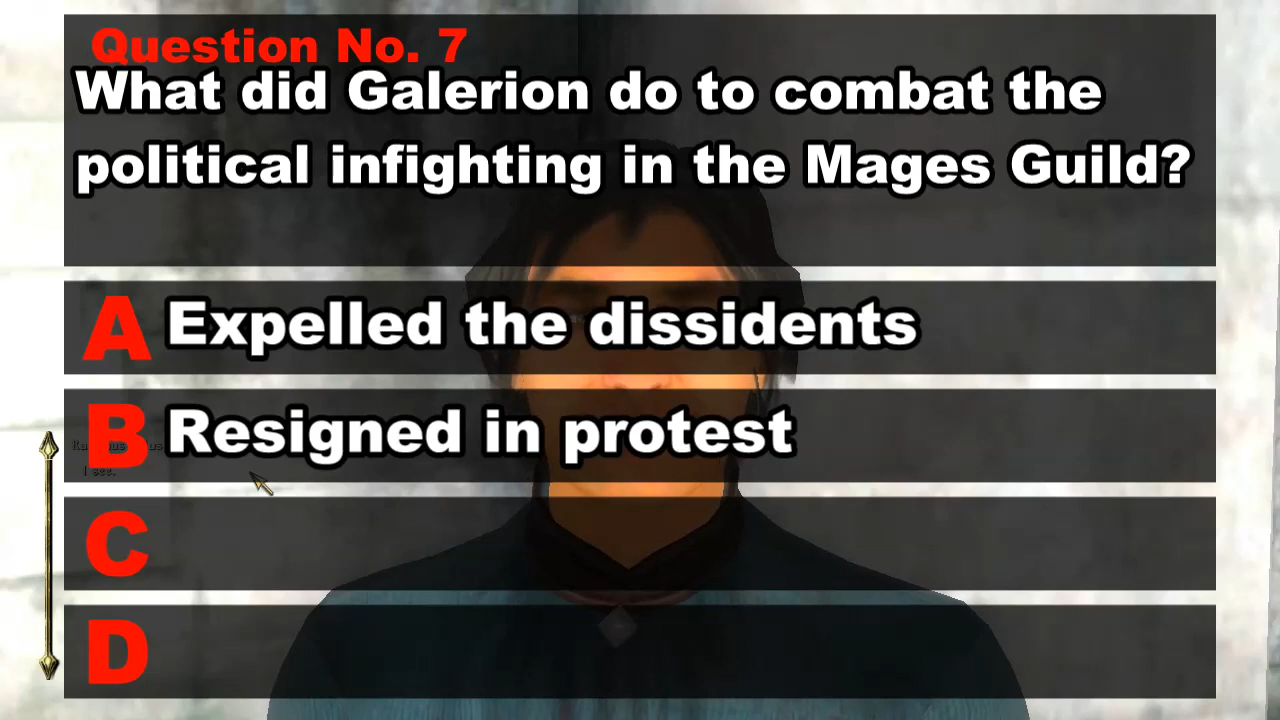 Question No. 7
What did Galerion do to combat the
political infighting in the Mages Guild?
A Expelled the dissidents
B Resigned in protest
I see.
C
D